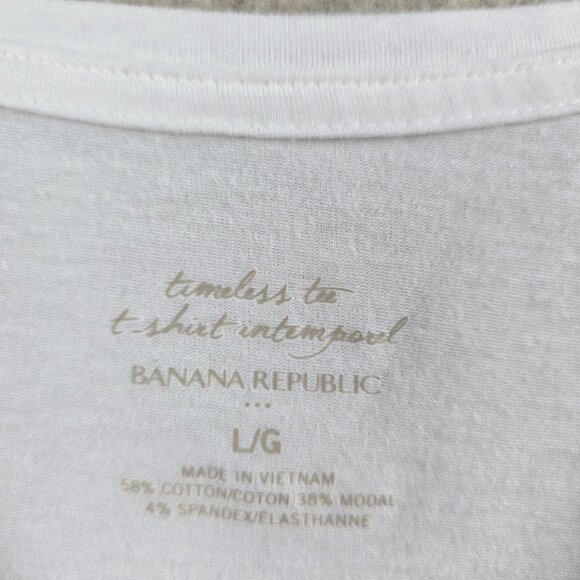 timeless tee
t-shirt intemporel
BANANA REPUBLIC
...
L/G
MADE IN VIETNAM
58% COTTON/COTON 38% MODAL
4% SPANDEX/ÉLASTHANNE